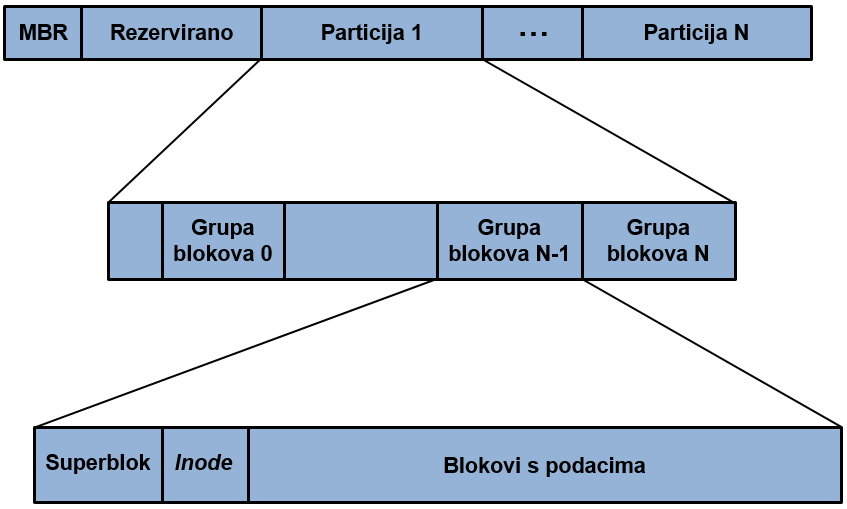 MBR Rezervirano Particija 1 ... Particija N
Grupa blokova 0
Grupa blokova N-1
Grupa blokova N
Superblok Inode Blokovi s podacima